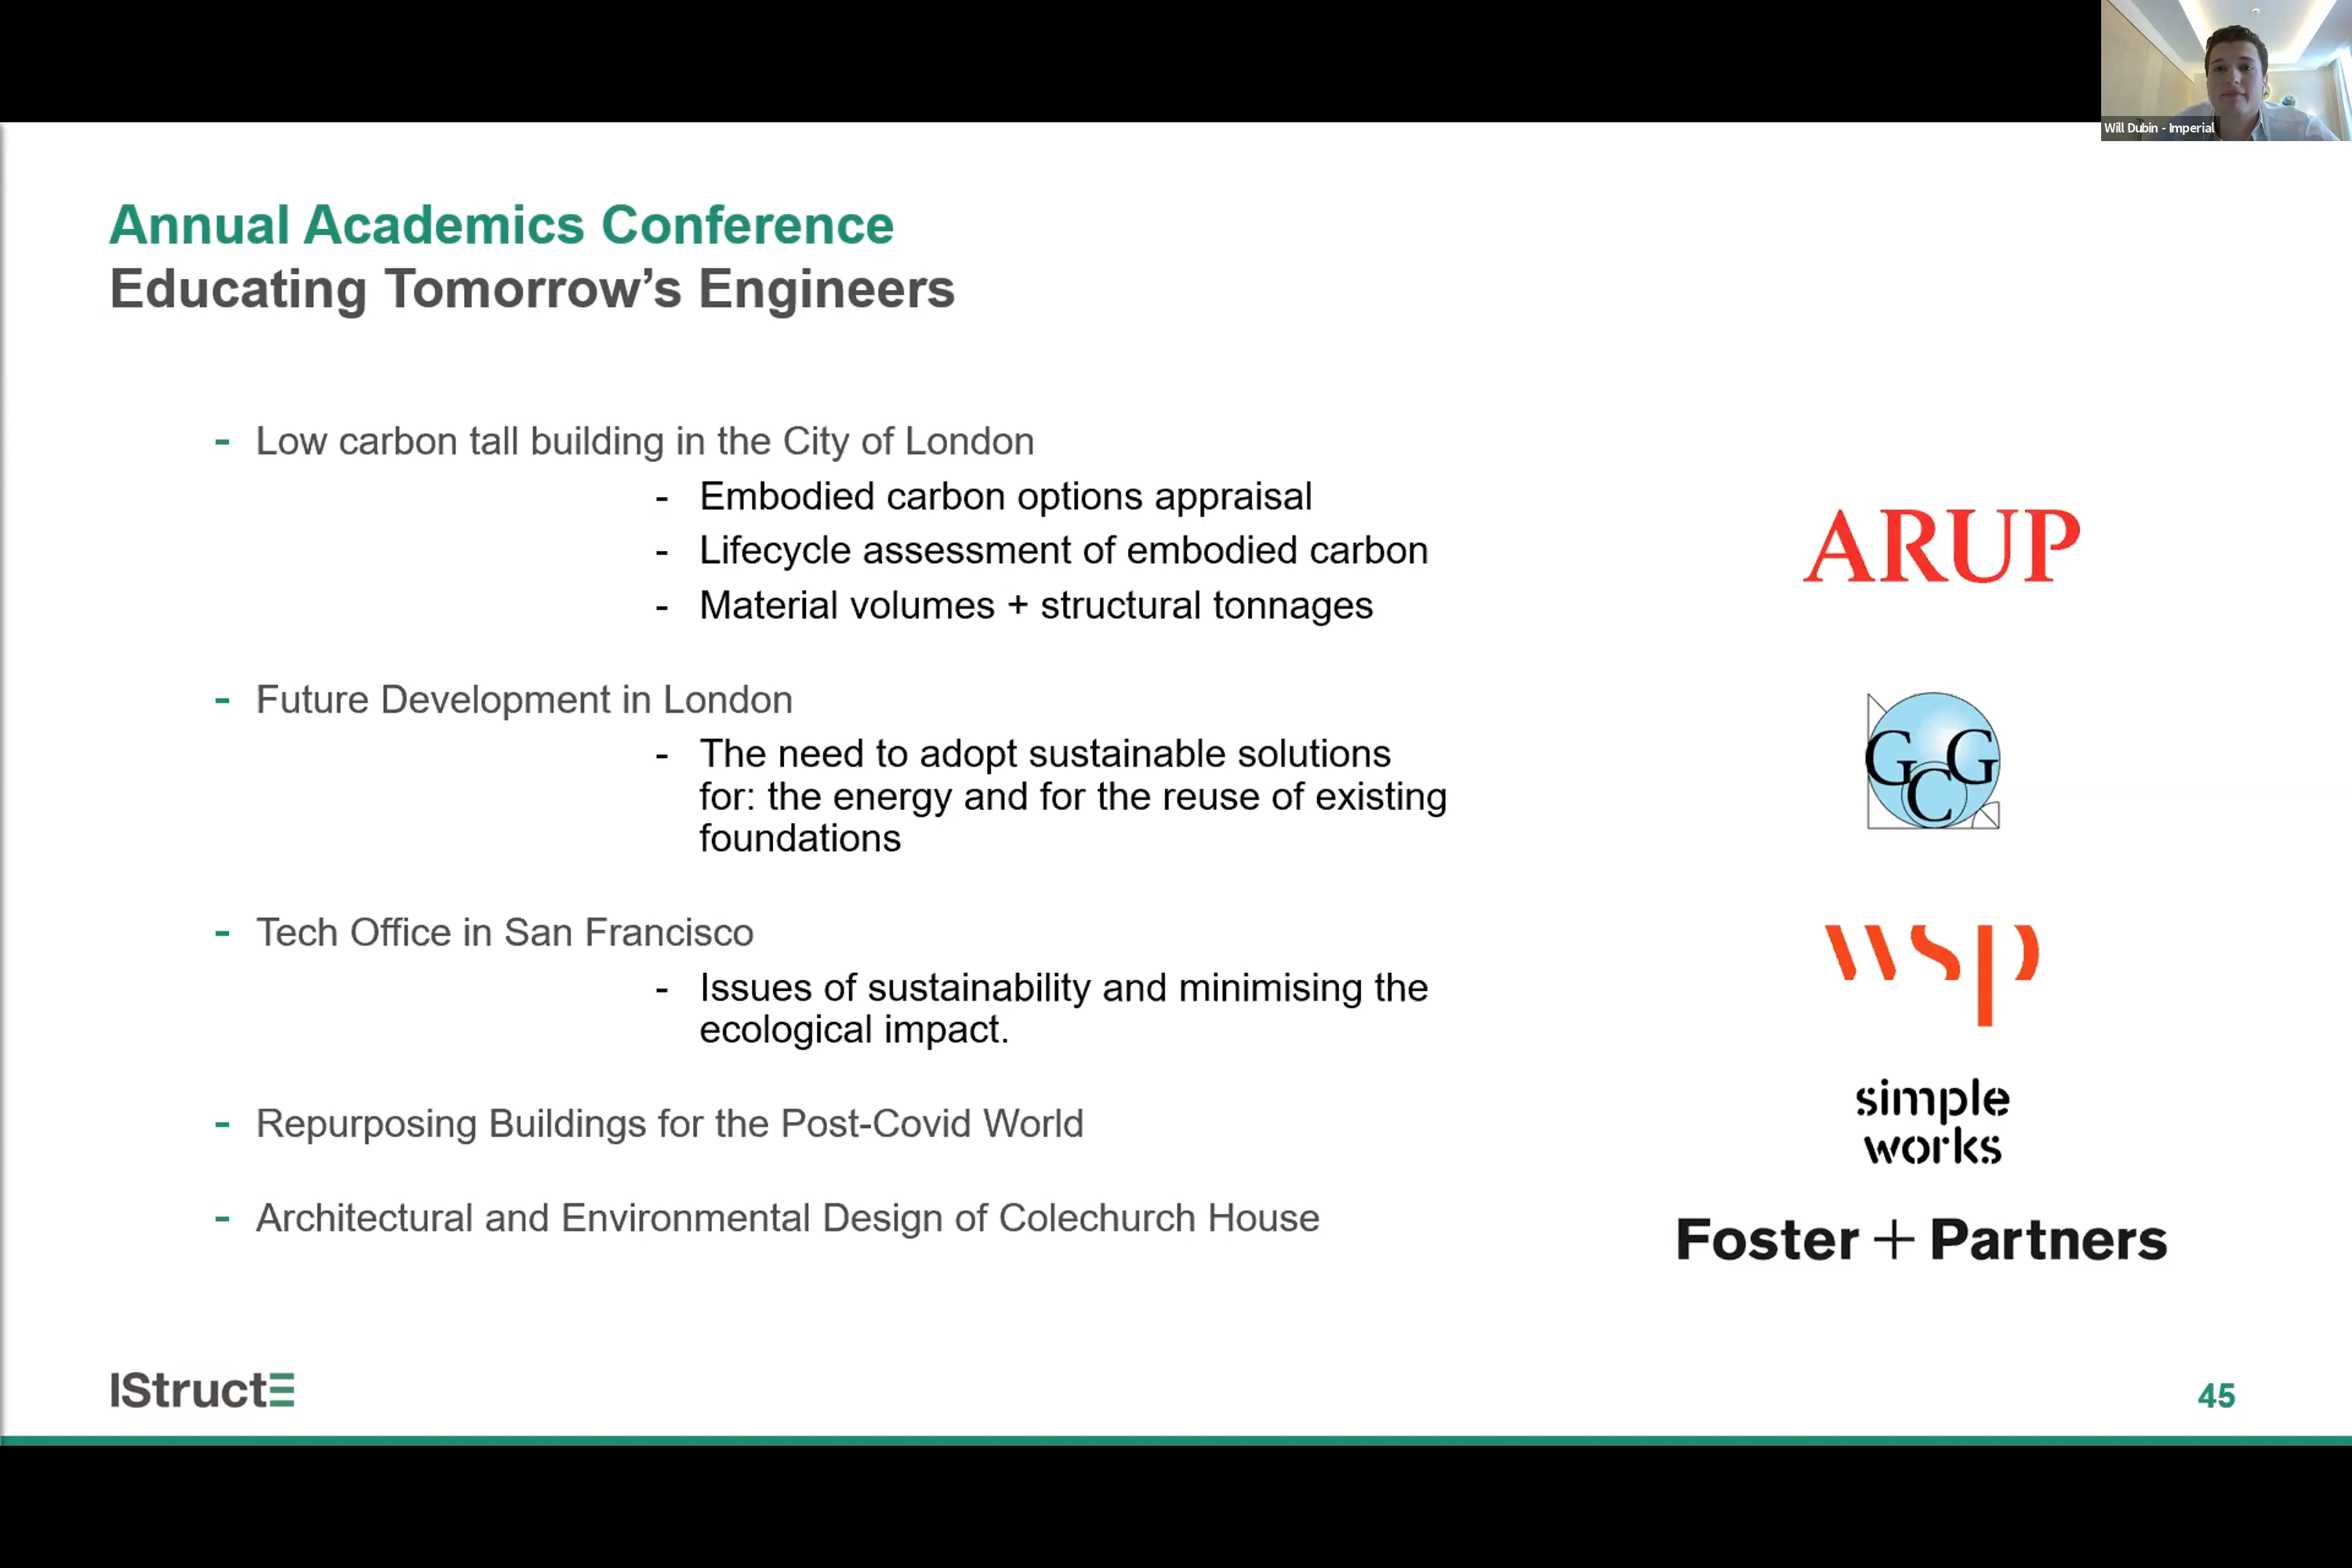 Will Dubin - Imperial
Annual Academics Conference
Educating Tomorrow’s Engineers
- Low carbon tall building in the City of London
- Embodied carbon options appraisal
- Lifecycle assessment of embodied carbon
- Material volumes + structural tonnages
ARUP
- Future Development in London
- The need to adopt sustainable solutions
for: the energy and for the reuse of existing
foundations
GCG
- Tech Office in San Francisco
- Issues of sustainability and minimising the
ecological impact.
wsp
- Repurposing Buildings for the Post-Covid World
simple
works
- Architectural and Environmental Design of Colechurch House
Foster + Partners
IStructE
45